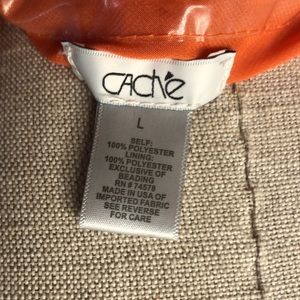 CAChé
L
SELF:
100% POLYESTER
LINING:
100% POLYESTER
EXCLUSIVE OF
BEADING
RN # 74578
MADE IN USA OF
IMPORTED FABRIC
SEE REVERSE
FOR CARE